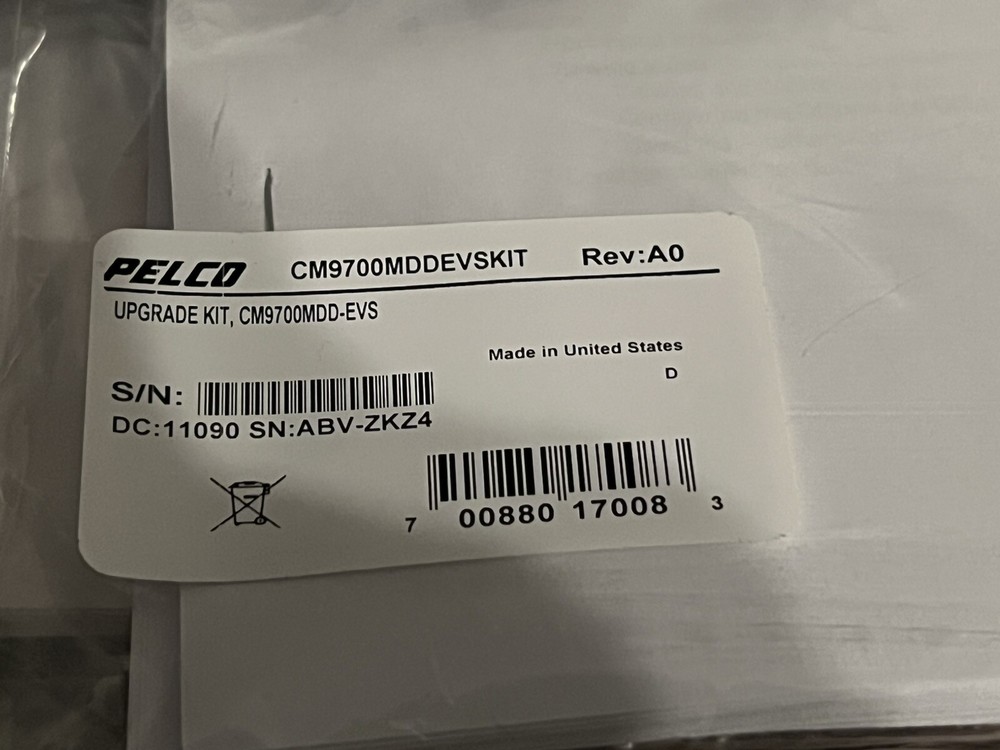 PELCO CM9700MDDEVSKIT Rev:A0
UPGRADE KIT, CM9700MDD-EVS
Made in United States
D
S/N:
DC:11090 SN:ABV-ZKZ4
7 00880 17008 3